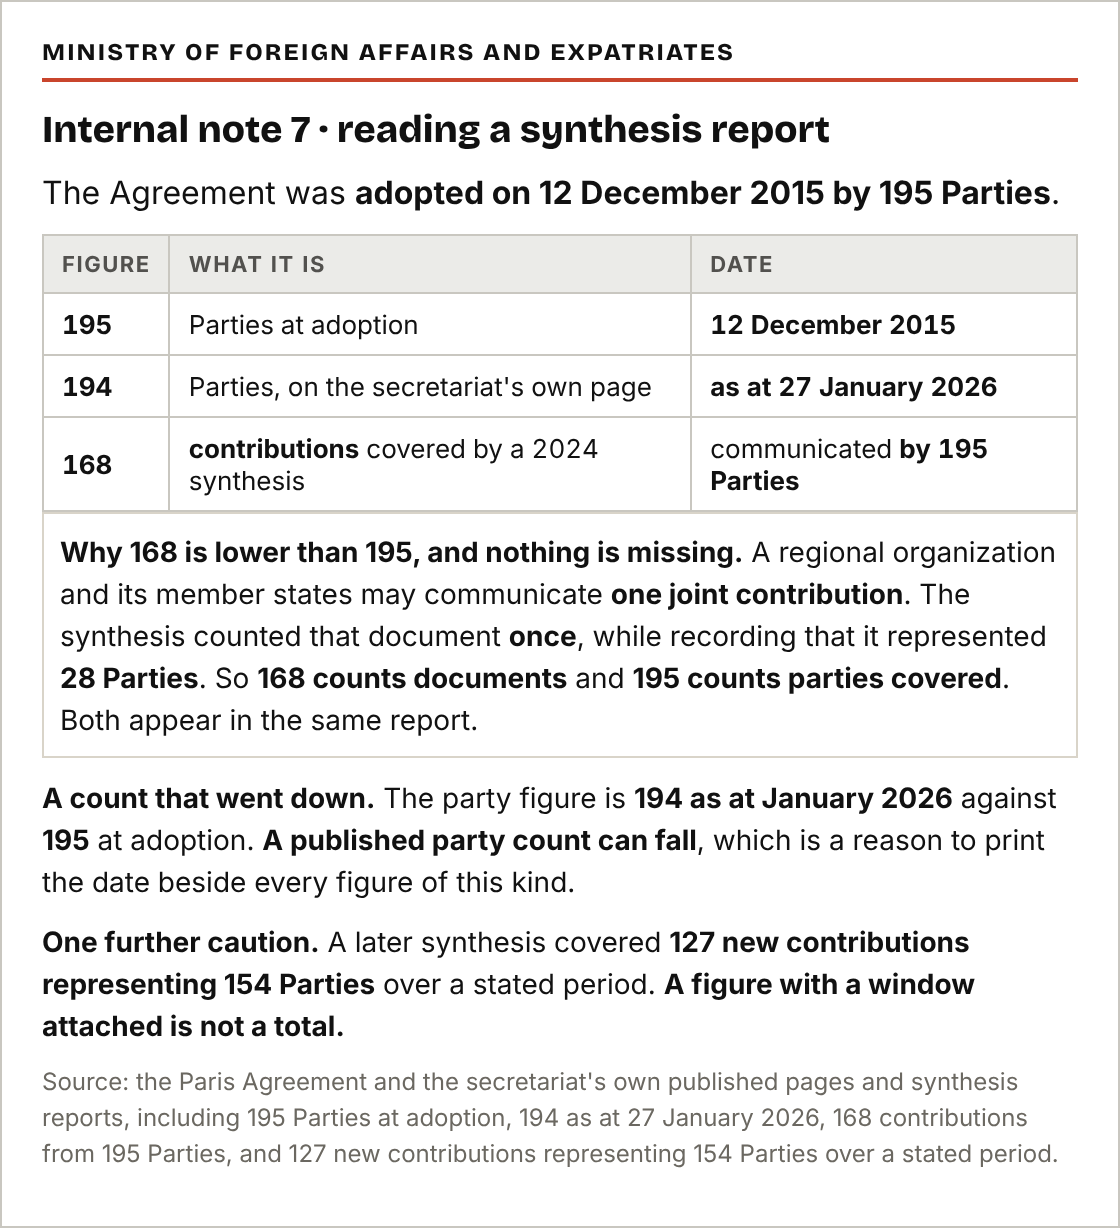 MINISTRY OF FOREIGN AFFAIRS AND EXPATRIATES
Internal note 7 · reading a synthesis report
The Agreement was adopted on 12 December 2015 by 195 Parties.
FIGURE WHAT IT IS DATE
195 Parties at adoption 12 December 2015
194 Parties, on the secretariat's own page as at 27 January 2026
168 contributions covered by a 2024 synthesis communicated by 195 Parties
Why 168 is lower than 195, and nothing is missing. A regional organization
and its member states may communicate one joint contribution. The
synthesis counted that document once, while recording that it represented
28 Parties. So 168 counts documents and 195 counts parties covered.
Both appear in the same report.
A count that went down. The party figure is 194 as at January 2026 against
195 at adoption. A published party count can fall, which is a reason to print
the date beside every figure of this kind.
One further caution. A later synthesis covered 127 new contributions
representing 154 Parties over a stated period. A figure with a window
attached is not a total.
Source: the Paris Agreement and the secretariat's own published pages and synthesis
reports, including 195 Parties at adoption, 194 as at 27 January 2026, 168 contributions
from 195 Parties, and 127 new contributions representing 154 Parties over a stated period.